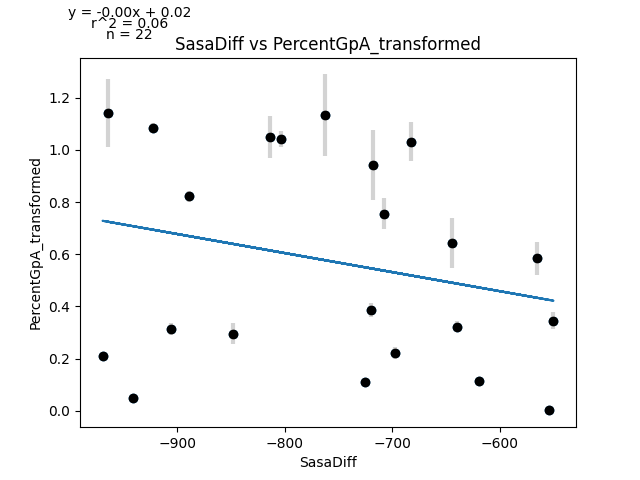 y = -0.00x + 0.02
r^2 = 0.06
n = 22
SasaDiff vs PercentGpA_transformed
PercentGpA_transformed
1.2
1.0
0.8
0.6
0.4
0.2
0.0
−900
−800
−700
−600
SasaDiff